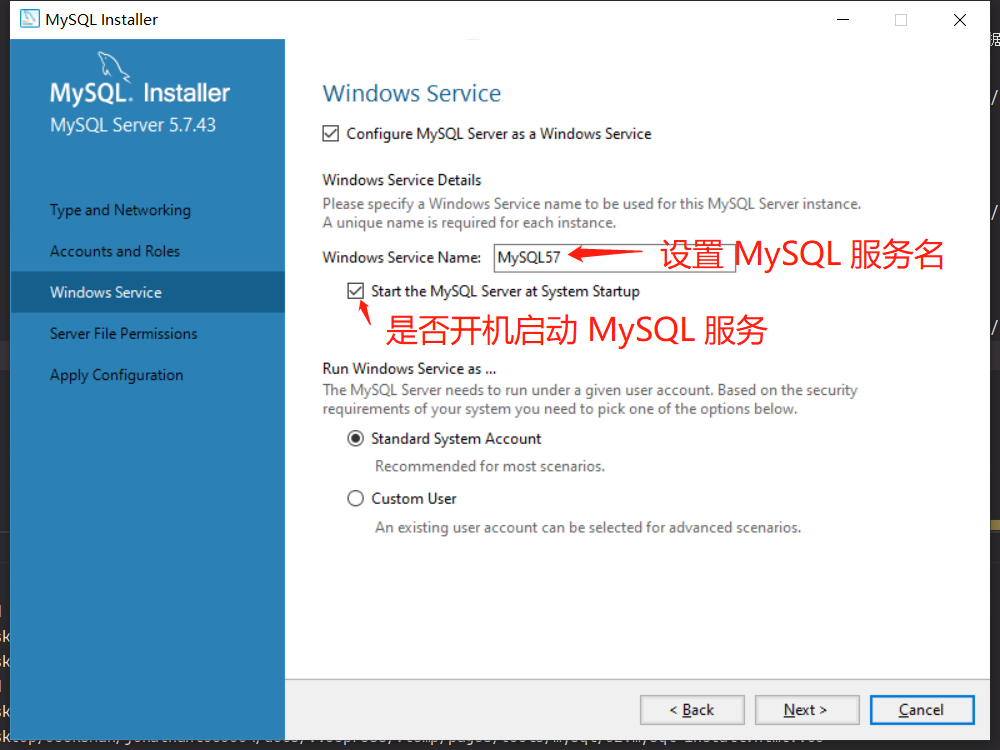 MySQL Installer
MySQL. Installer
MySQL Server 5.7.43
Type and Networking
Accounts and Roles
Windows Service
Server File Permissions
Apply Configuration
Windows Service
Configure MySQL Server as a Windows Service
Windows Service Details
Please specify a Windows Service name to be used for this MySQL Server instance.
A unique name is required for each instance.
Windows Service Name: MySQL57 设置 MySQL 服务名
Start the MySQL Server at System Startup
是否开机启动 MySQL 服务
Run Windows Service as ...
The MySQL Server needs to run under a given user account. Based on the security
requirements of your system you need to pick one of the options below.
Standard System Account
Recommended for most scenarios.
Custom User
An existing user account can be selected for advanced scenarios.
< Back Next > Cancel